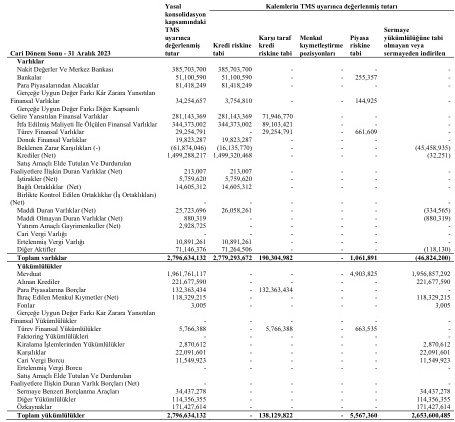 Yasal konsolidasyon kapsamındaki TMS uyarınca değerlenmiş tutar
Kalemlerin TMS uyarınca değerlenmiş tutarı
Cari Dönem Sonu - 31 Aralık 2023 Kredi riskine tabi Karşı taraf kredi riskine tabi Menkul kıymetleştirme pozisyonları Piyasa riskine tabi Sermaye yükümlülüğüne tabi olmayan veya sermayeden indirilen
Varlıklar
Nakit Değerler Ve Merkez Bankası 385,703,700 385,703,700 - - - -
Bankalar 51,100,590 51,100,590 - - 255,357 -
Para Piyasalarından Alacaklar 81,418,249 81,418,249 - - - -
Gerçeğe Uygun Değer Farkı Kâr Zararı Yansıtılan
Finansal Varlıklar 34,254,657 3,754,810 - - 144,925 -
Gerçeğe Uygun Değer Farkı Diğer Kapsamlı
Gelire Yansıtılan Finansal Varlıklar 281,143,369 281,143,369 71,946,770 - - -
İtfa Edilmiş Maliyeti İle Ölçülen Finansal Varlıklar 344,373,002 344,373,002 89,103,421 - - -
Türev Finansal Varlıklar 29,254,791 - 29,254,791 - 661,609 -
Donuk Finansal Varlıklar 19,823,287 19,823,287 - - - -
Beklenen Zarar Karşılıkları (-) (61,874,046) (16,135,770) - - - (45,458,935)
Krediler (Net) 1,499,288,217 1,499,320,468 - - - (32,251)
Satış Amaçlı Elde Tutulan Ve Durdurulan
Faaliyetlere İlişkin Duran Varlıklar (Net) 213,007 213,007 - - - -
İştirakler (Net) 5,759,620 5,759,620 - - - -
Bağlı Ortaklıklar (Net) 14,605,312 14,605,312 - - - -
Birlikte Kontrol Edilen Ortaklıklar (İş Ortaklıkları)
(Net) - - - - - -
Maddi Duran Varlıklar (Net) 25,723,696 26,058,261 - - - (334,565)
Maddi Olmayan Duran Varlıklar (Net) 880,319 - - - - (880,319)
Yatırım Amaçlı Gayrimenkuller (Net) 2,928,725 - - - - -
Cari Vergi Varlığı - - - - - -
Ertelenmiş Vergi Varlığı 10,891,261 10,891,261 - - - -
Diğer Aktifler 71,146,376 71,264,506 - - - (118,130)
Toplam varlıklar 2,796,634,132 2,779,293,672 190,304,982 - 1,061,891 (46,824,200)
Yükümlülükler
Mevduat 1,961,761,117 - - - 4,903,825 1,956,857,292
Alınan Krediler 221,677,590 - - - - 221,677,590
Para Piyasalarına Borçlar 132,363,434 - 132,363,434 - - -
İhraç Edilen Menkul Kıymetler (Net) 118,329,215 - - - - 118,329,215
Fonlar 3,005 - - - - 3,005
Gerçeğe Uygun Değer Farkı Kar Zarara Yansıtılan
Finansal Yükümlülükler - - - - - -
Türev Finansal Yükümlülükler 5,766,388 - 5,766,388 - 663,535 -
Faktoring Yükümlülükleri - - - - - -
Kiralama İşlemlerinden Yükümlülükler 2,870,612 - - - - 2,870,612
Karşılıklar 22,091,601 - - - - 22,091,601
Cari Vergi Borcu 11,549,923 - - - - 11,549,923
Ertelenmiş Vergi Borcu - - - - - -
Satış Amaçlı Elde Tutulan Ve Durdurulan
Faaliyetlere İlişkin Duran Varlık Borçları (Net) - - - - - -
Sermaye Benzeri Borçlanma Araçları 34,437,278 - - - - 34,437,278
Diğer Yükümlülükler 114,356,355 - - - - 114,356,355
Özkaynaklar 171,427,614 - - - - 171,427,614
Toplam yükümlülükler 2,796,634,132 - 138,129,822 - 5,567,360 2,653,600,485